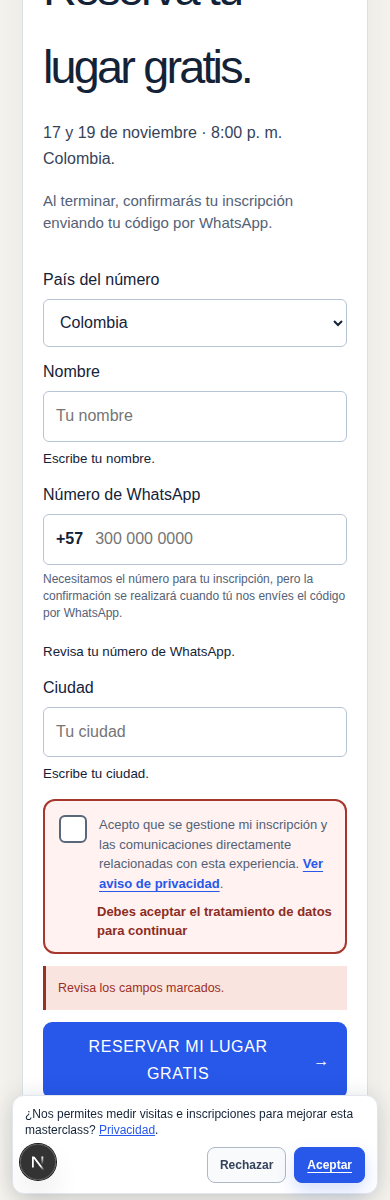 Reserva tu
lugar gratis.
17 y 19 de noviembre · 8:00 p. m.
Colombia.
Al terminar, confirmarás tu inscripción
enviando tu código por WhatsApp.
País del número
Colombia
Nombre
Tu nombre
Escribe tu nombre.
Número de WhatsApp
+57 300 000 0000
Necesitamos el número para tu inscripción, pero la
confirmación se realizará cuando tú nos envíes el código
por WhatsApp.
Revisa tu número de WhatsApp.
Ciudad
Tu ciudad
Escribe tu ciudad.
Acepto que se gestione mi inscripción y
las comunicaciones directamente
relacionadas con esta experiencia. Ver
aviso de privacidad.
Debes aceptar el tratamiento de datos
para continuar
Revisa los campos marcados.
RESERVAR MI LUGAR
GRATIS →
¿Nos permites medir visitas e inscripciones para mejorar esta
masterclass? Privacidad.
N
Rechazar
Aceptar